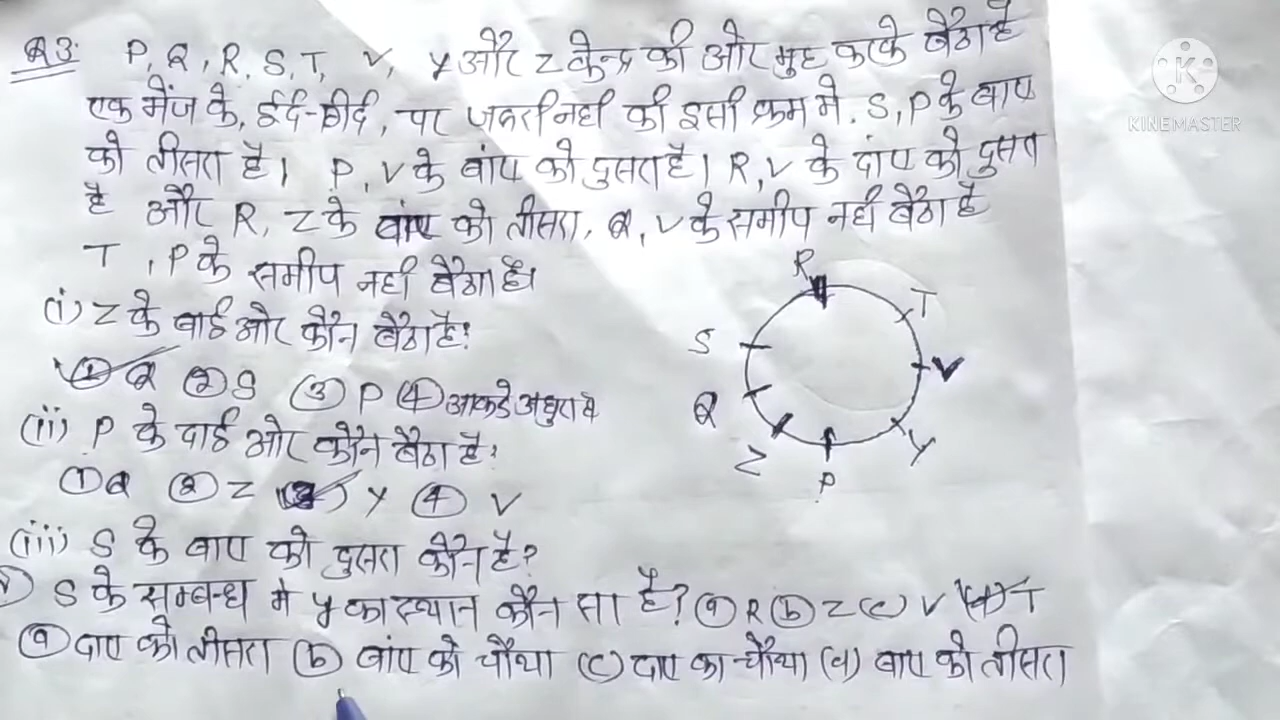 Q3. P, Q, R, S, T, V, Y और Z केन्द्र की ओर मुह करके बैठा है
एक मेंज के, ईर्द-बीर्द, पर जरुरी नही की इसी क्रम मे. S, P के बाए
को तीसरा है। P, V के बांए को दुसरा है। R, V के दांए को दुसरा
है और R, Z के बांए को तीसरा, Q, V के समीप नही बैठा है
T, P के समीप नही बैठा है।
(i) Z के बाई ओर कौन बैठा है?
① Q ② S ③ P ④ आकडे अधुरा है
(ii) P के दाई ओर कौन बैठा है?
① Q ② Z ③ Y ④ V
(iii) S के बाए को दुसरा कौन है?
S के सम्बन्ध मे Y का स्थान कौन सा है? ⓐ R ⓑ Z ⓒ V (d) T
ⓐ दाए को तीसरा ⓑ बांए को चौथा (c) दाए का चौथा (d) बाए को तीसरा
R
T
S
V
Q
Z
P
Y
K
KINEMASTER